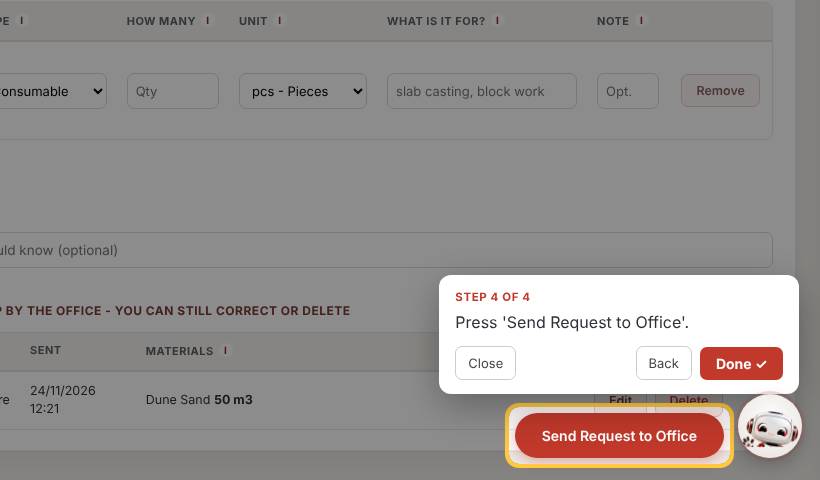 PE I HOW MANY I UNIT I WHAT IS IT FOR? I NOTE I
onsumable Qty pcs - Pieces slab casting, block work Opt. Remove
uld know (optional)
P BY THE OFFICE - YOU CAN STILL CORRECT OR DELETE
STEP 4 OF 4
Press 'Send Request to Office'.
Close Back Done ✓
SENT MATERIALS I
re 24/11/2026 Dune Sand 50 m3 Edit Delete
12:21
Send Request to Office